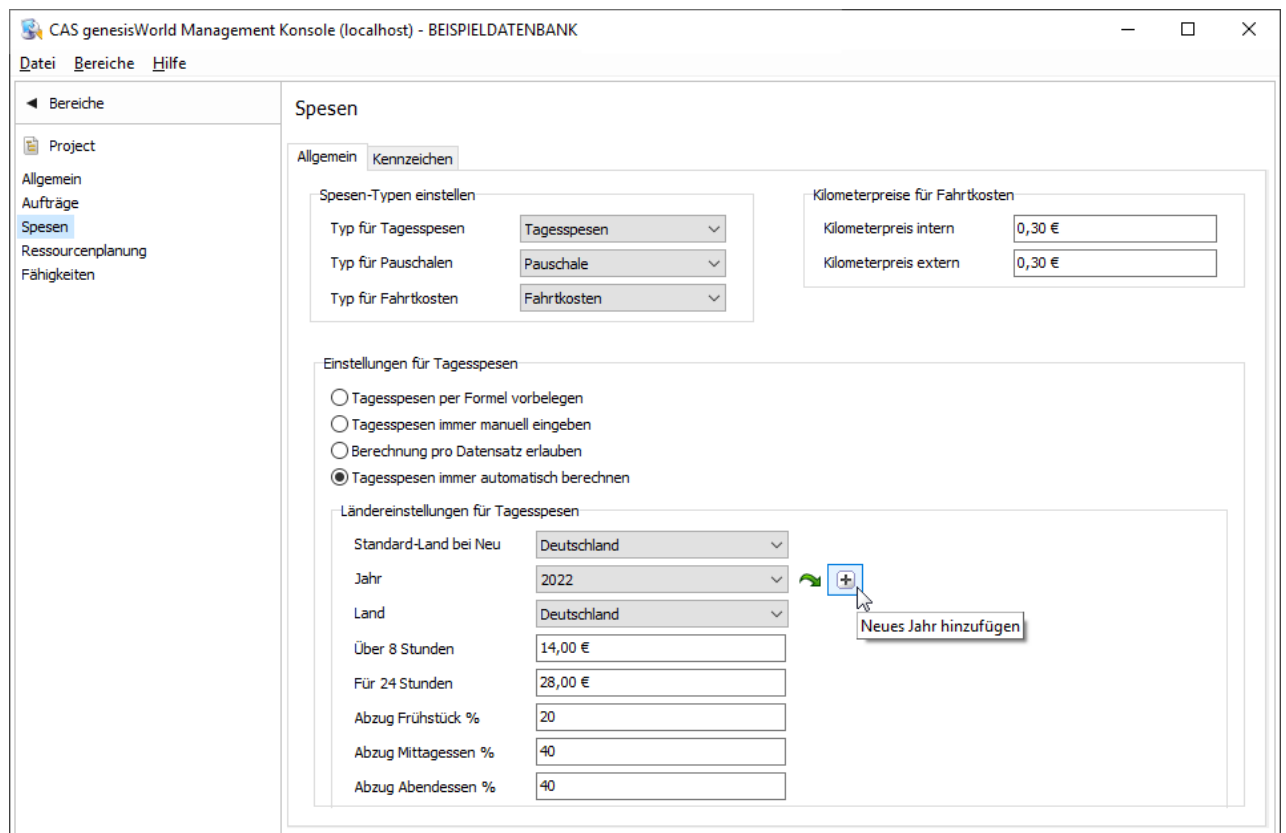 CAS genesisWorld Management Konsole (localhost) - BEISPIELDATENBANK
Datei Bereiche Hilfe
Bereiche
Project
Allgemein
Aufträge
Spesen
Ressourcenplanung
Fähigkeiten
Spesen
Allgemein Kennzeichen
Spesen-Typen einstellen
Typ für Tagesspesen Tagesspesen
Typ für Pauschalen Pauschale
Typ für Fahrtkosten Fahrtkosten
Kilometerpreise für Fahrtkosten
Kilometerpreis intern 0,30 €
Kilometerpreis extern 0,30 €
Einstellungen für Tagesspesen
Tagesspesen per Formel vorbelegen
Tagesspesen immer manuell eingeben
Berechnung pro Datensatz erlauben
Tagesspesen immer automatisch berechnen
Ländereinstellungen für Tagesspesen
Standard-Land bei Neu Deutschland
Jahr 2022
Land Deutschland
Neues Jahr hinzufügen
Über 8 Stunden 14,00 €
Für 24 Stunden 28,00 €
Abzug Frühstück % 20
Abzug Mittagessen % 40
Abzug Abendessen % 40